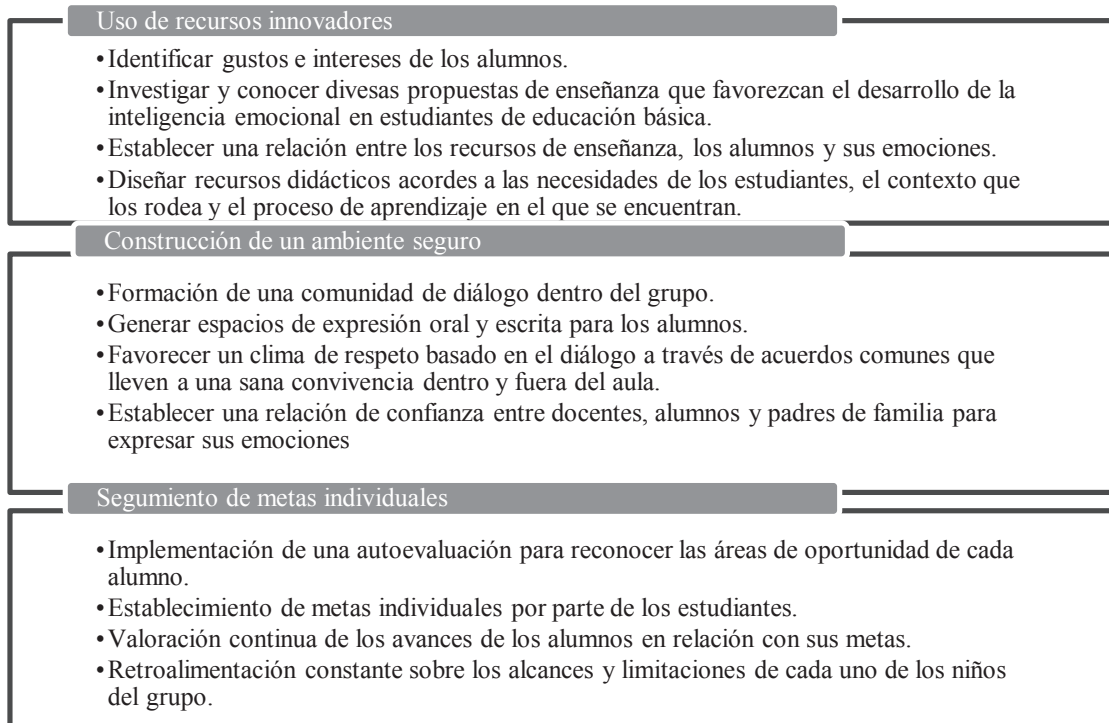 Uso de recursos innovadores
•Identificar gustos e intereses de los alumnos.
•Investigar y conocer divesas propuestas de enseñanza que favorezcan el desarrollo de la
inteligencia emocional en estudiantes de educación básica.
•Establecer una relación entre los recursos de enseñanza, los alumnos y sus emociones.
•Diseñar recursos didácticos acordes a las necesidades de los estudiantes, el contexto que
los rodea y el proceso de aprendizaje en el que se encuentran.
Construcción de un ambiente seguro
•Formación de una comunidad de diálogo dentro del grupo.
•Generar espacios de expresión oral y escrita para los alumnos.
•Favorecer un clima de respeto basado en el diálogo a través de acuerdos comunes que
lleven a una sana convivencia dentro y fuera del aula.
•Establecer una relación de confianza entre docentes, alumnos y padres de familia para
expresar sus emociones
Segumiento de metas individuales
•Implementación de una autoevaluación para reconocer las áreas de oportunidad de cada
alumno.
•Establecimiento de metas individuales por parte de los estudiantes.
•Valoración continua de los avances de los alumnos en relación con sus metas.
•Retroalimentación constante sobre los alcances y limitaciones de cada uno de los niños
del grupo.